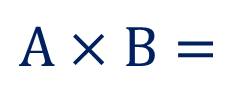 A × B =